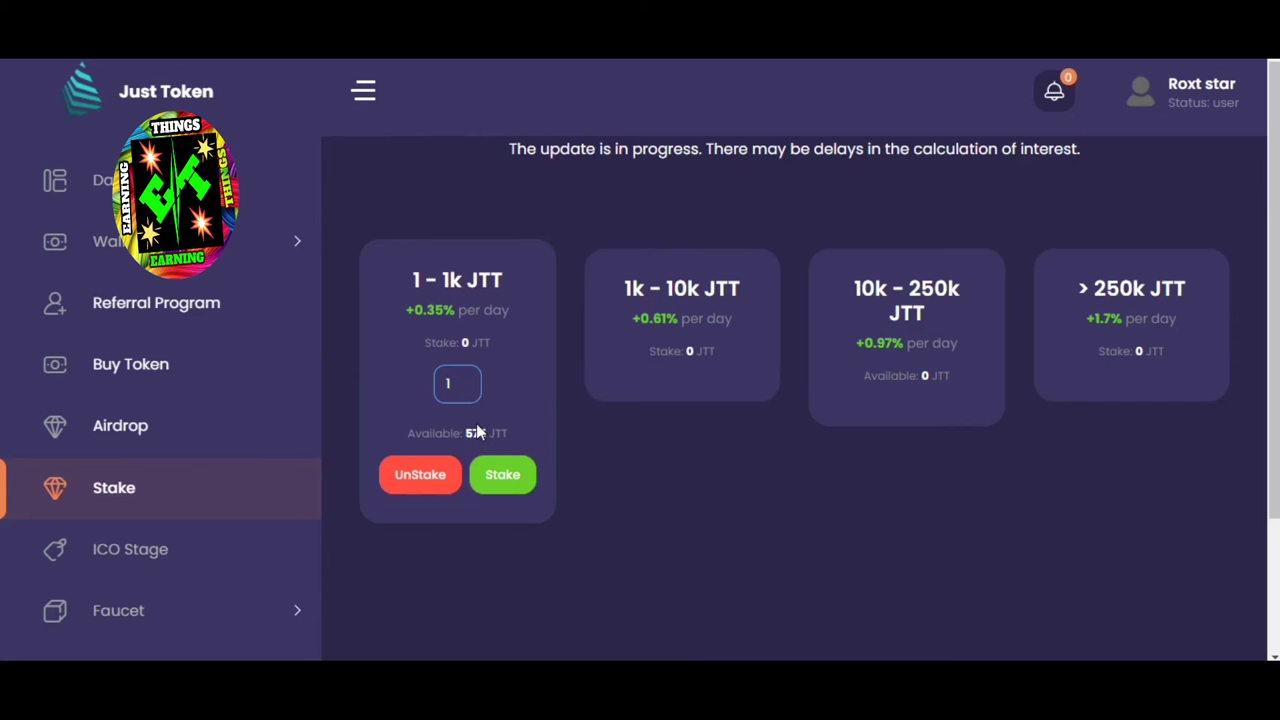 Just Token
0
Roxt star
Status: user
THINGS
EARNING
ET
THINGS
EARNING
The update is in progress. There may be delays in the calculation of interest.
Referral Program
Buy Token
Airdrop
Stake
ICO Stage
Faucet
1 - 1k JTT
+0.35% per day
Stake: 0 JTT
1
Available: JTT
UnStake
Stake
1k - 10k JTT
+0.61% per day
Stake: 0 JTT
10k - 250k
JTT
+0.97% per day
Available: 0 JTT
> 250k JTT
+1.7% per day
Stake: 0 JTT